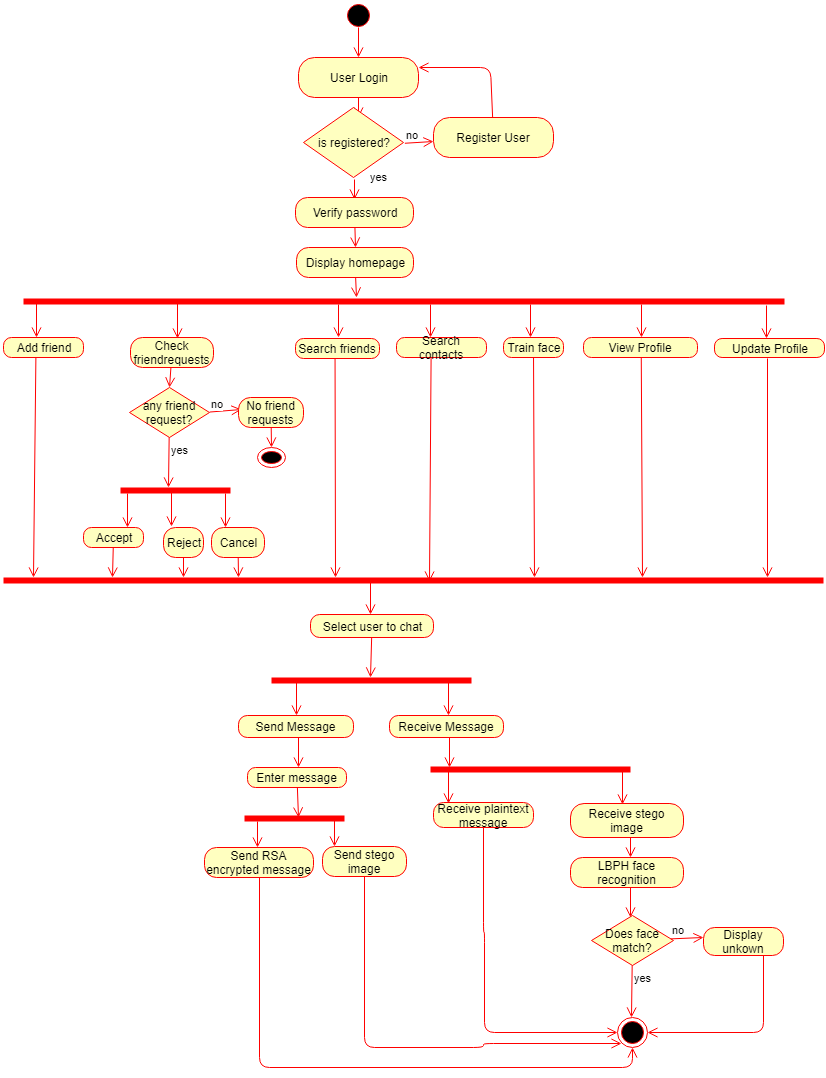 User Login
is registered?
no
Register User
yes
Verify password
Display homepage
Add friend
Check
friendrequests
Search friends
Search
contacts
Train face
View Profile
Update Profile
any friend
request?
no
No friend
requests
yes
Accept
Reject
Cancel
Select user to chat
Send Message
Receive Message
Enter message
Receive plaintext
message
Receive stego
image
Send RSA
encrypted message
Send stego
image
LBPH face
recognition
Does face
match?
no
Display
unkown
yes